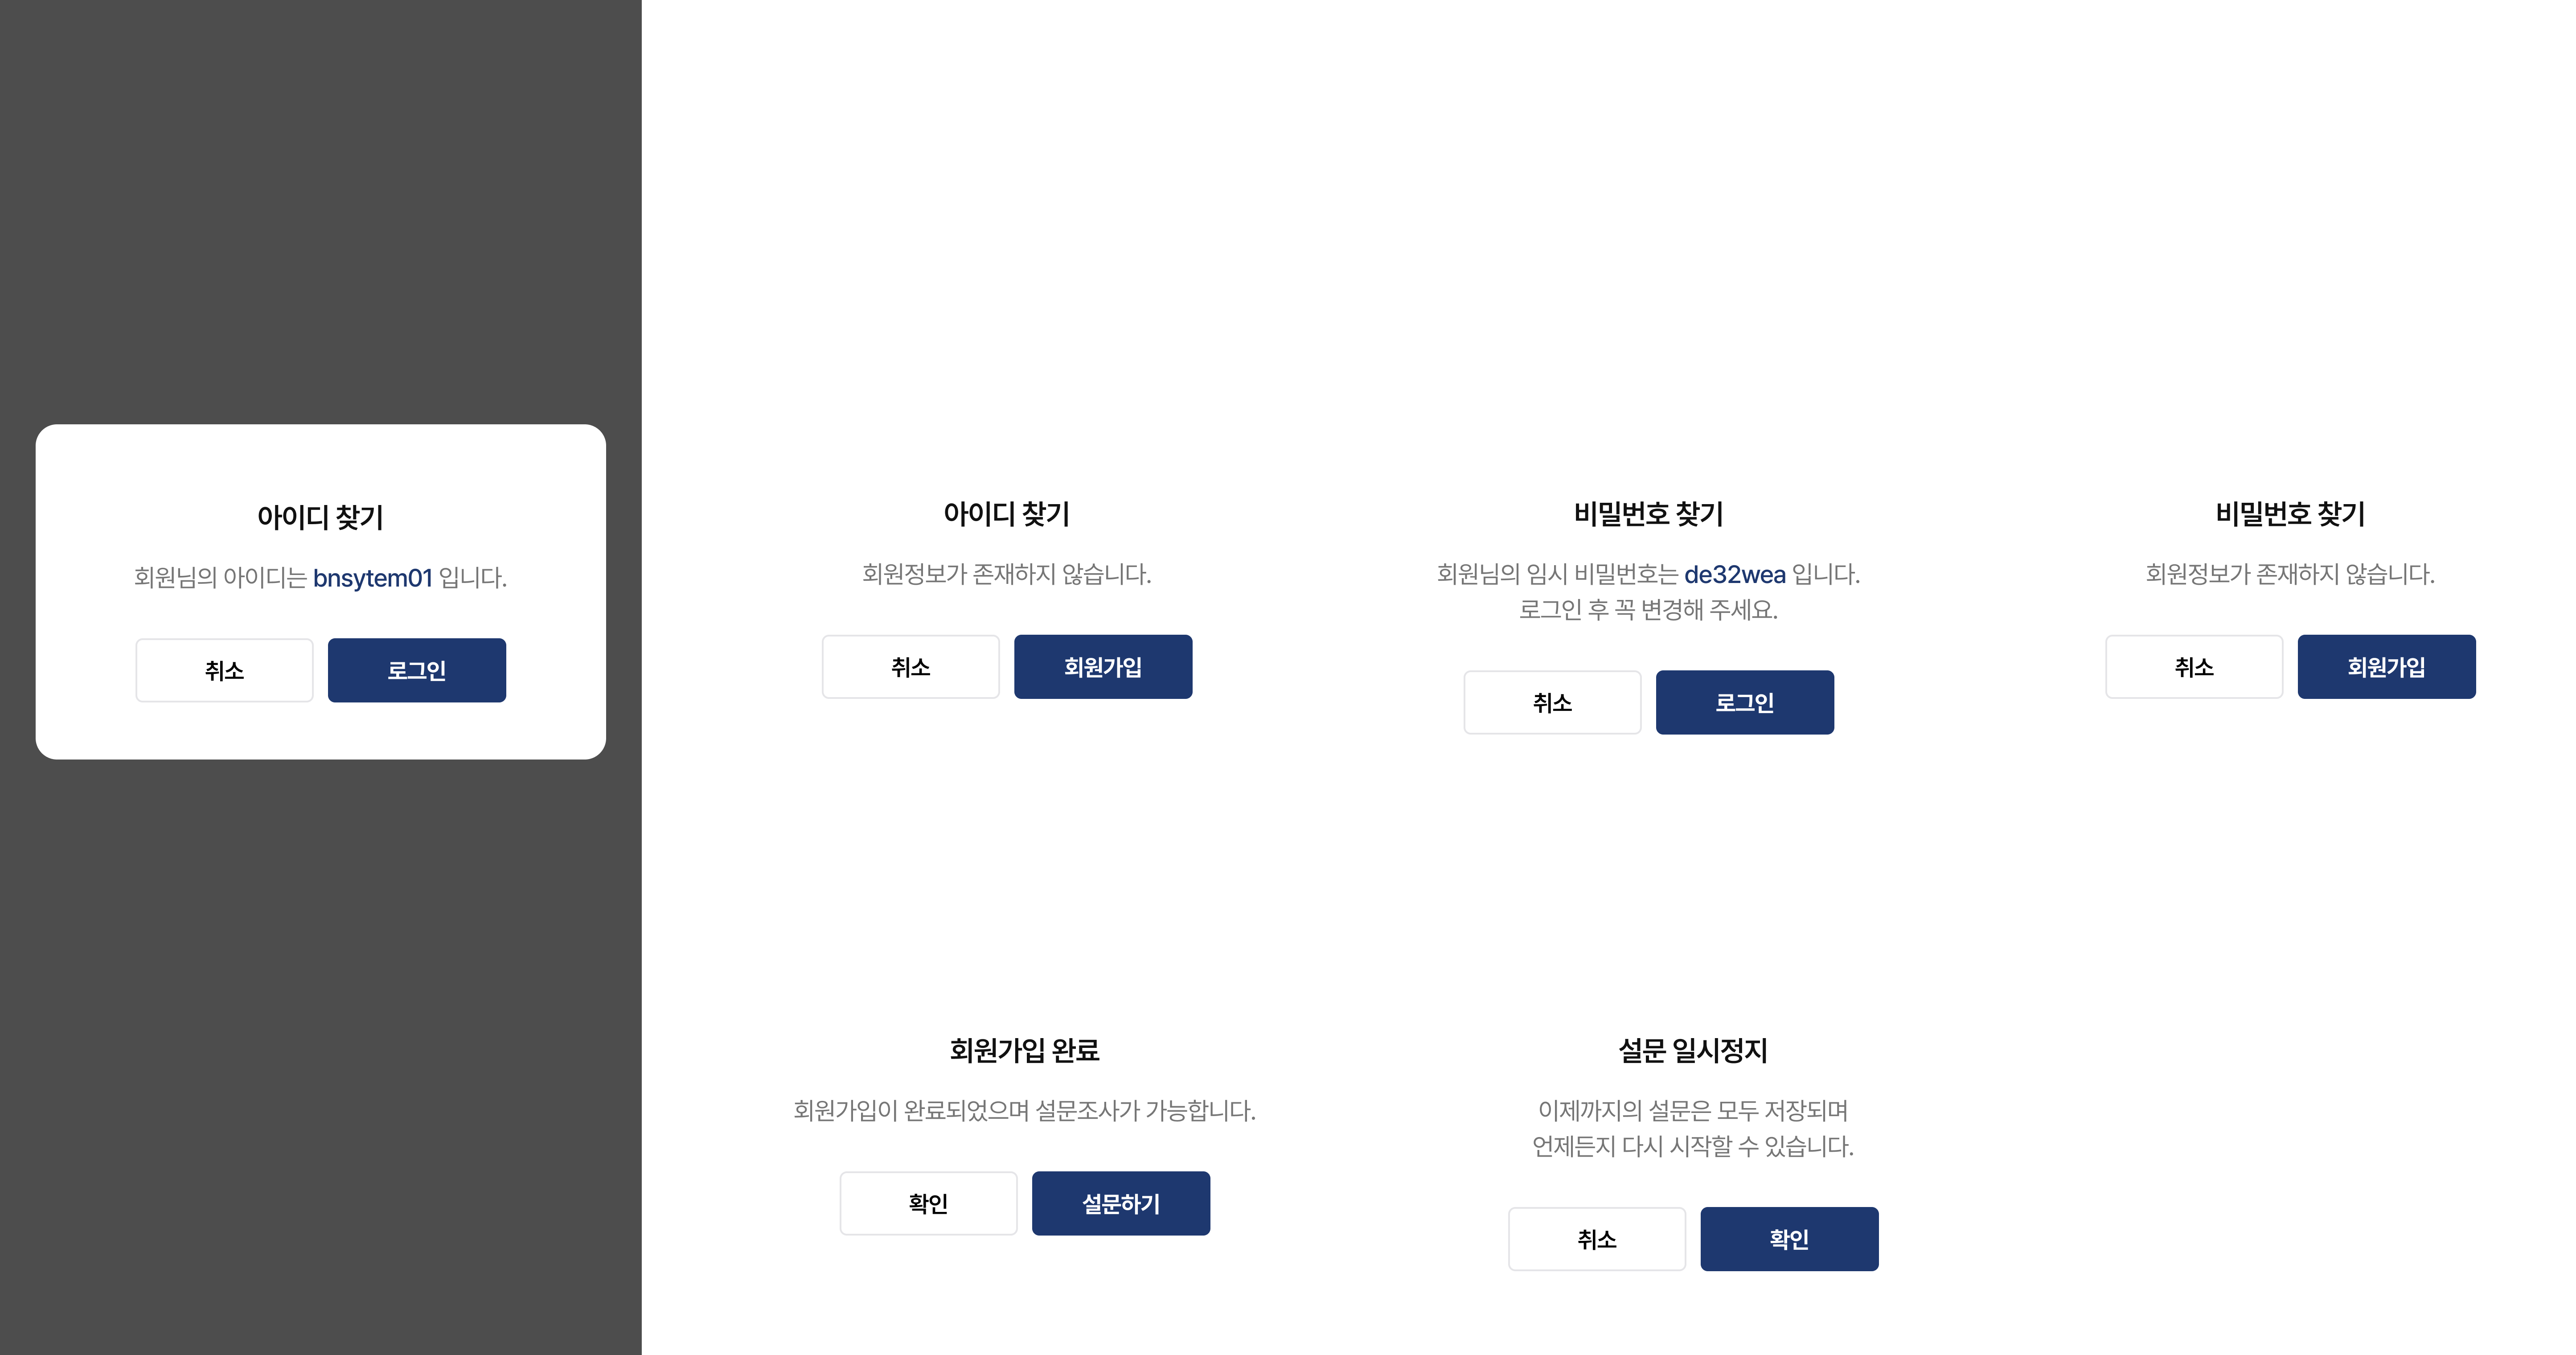 아이디 찾기
회원님의 아이디는 bnsytem01 입니다.
취소
로그인
아이디 찾기
회원정보가 존재하지 않습니다.
취소
회원가입
비밀번호 찾기
회원님의 임시 비밀번호는 de32wea 입니다.
로그인 후 꼭 변경해 주세요.
취소
로그인
비밀번호 찾기
회원정보가 존재하지 않습니다.
취소
회원가입
회원가입 완료
회원가입이 완료되었으며 설문조사가 가능합니다.
확인
설문하기
설문 일시정지
이제까지의 설문은 모두 저장되며
언제든지 다시 시작할 수 있습니다.
취소
확인